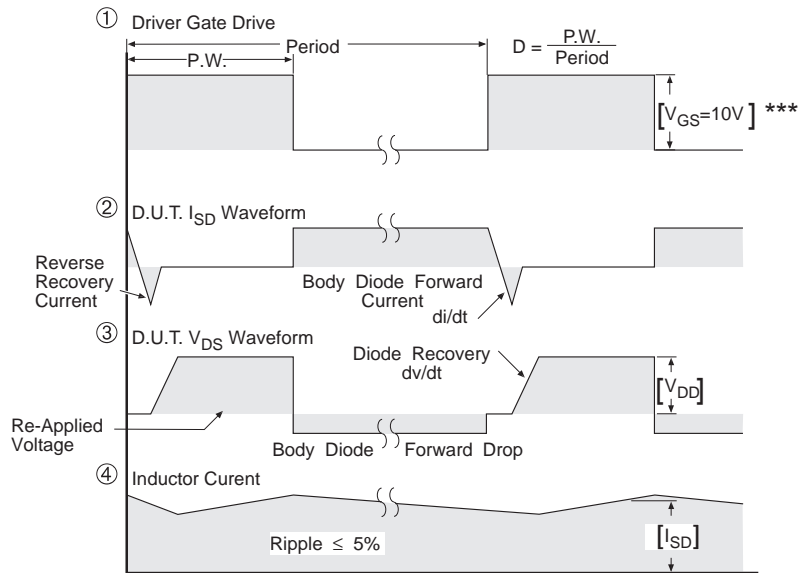 ① Driver Gate Drive
Period
P.W.
D = P.W. / Period
[VGS=10V] ***
② D.U.T. ISD Waveform
Reverse
Recovery
Current
Body Diode Forward
Current
di/dt
③ D.U.T. VDS Waveform
Diode Recovery
dv/dt
[VDD]
Re-Applied
Voltage
Body Diode Forward Drop
④ Inductor Curent
Ripple ≤ 5%
[ISD]